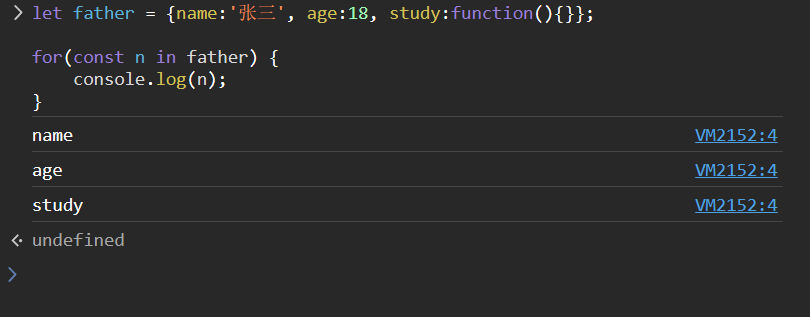 let father = {name:'张三', age:18, study:function(){}};
for(const n in father) {
console.log(n);
}
name VM2152:4
age VM2152:4
study VM2152:4
undefined